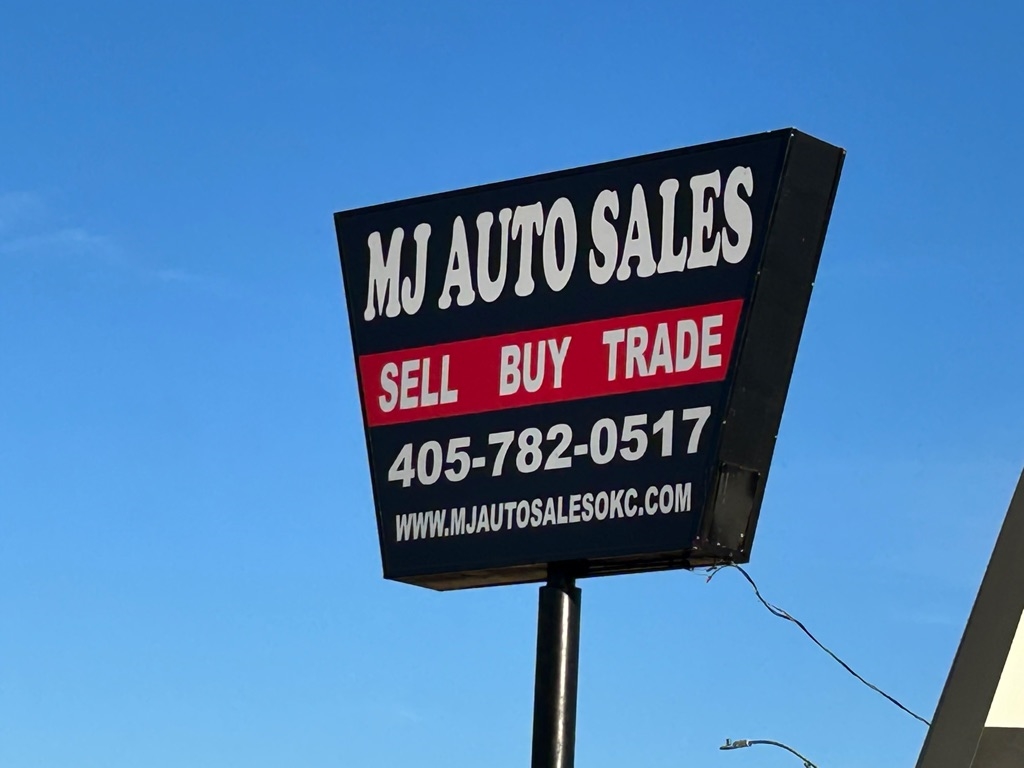 MJ AUTO SALES
SELL BUY TRADE
405-782-0517
WWW.MJAUTOSALESOKC.COM